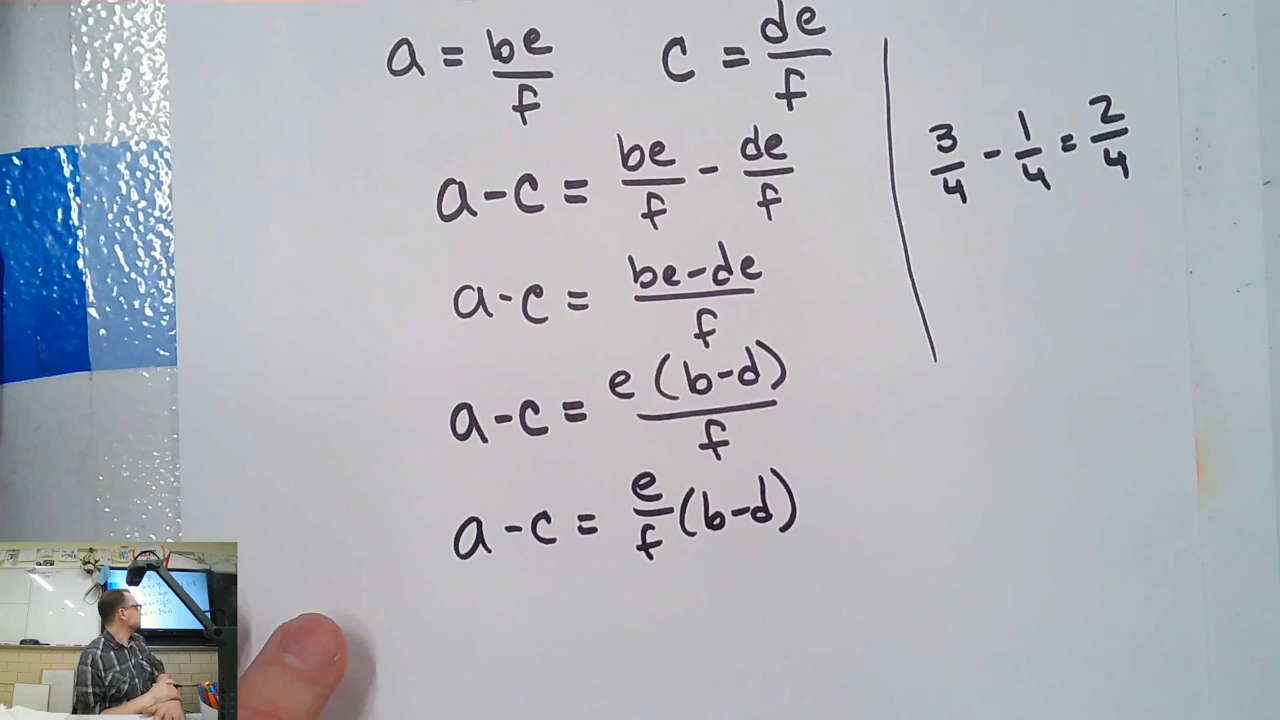 a = be/f    c = de/f
a-c = be/f - de/f
a-c = be-de/f
a-c = e(b-d)/f
a-c = e/f (b-d)
3/4 - 1/4 = 2/4